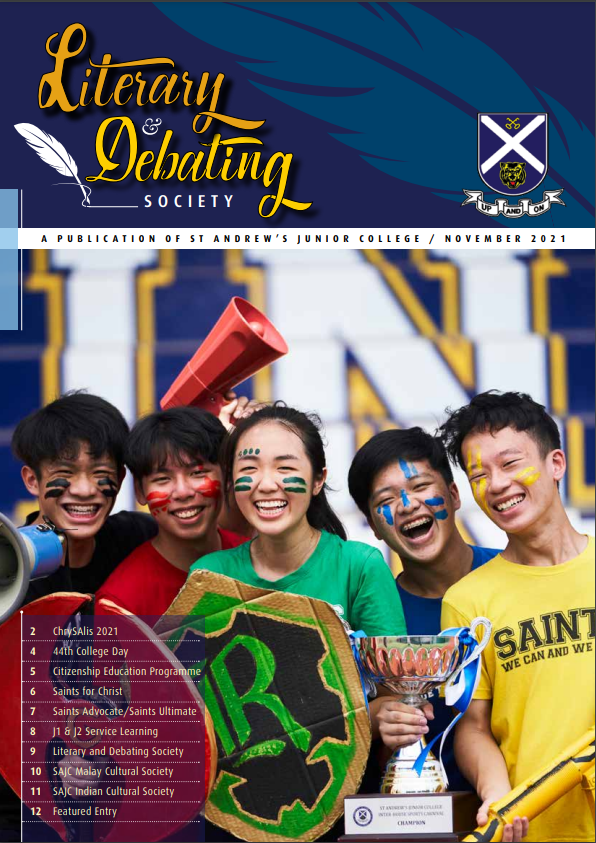 Literary
&
Debating
SOCIETY
UP AND ON
A PUBLICATION OF ST ANDREW'S JUNIOR COLLEGE / NOVEMBER 2021
IN
SAINT
WE CAN AND WE
R
2 ChrySAlis 2021
4 44th College Day
5 Citizenship Education Programme
6 Saints for Christ
7 Saints Advocate/Saints Ultimate
8 J1 & J2 Service Learning
9 Literary and Debating Society
10 SAJC Malay Cultural Society
11 SAJC Indian Cultural Society
12 Featured Entry
ST ANDREW'S JUNIOR COLLEGE
INTER-HOUSE SPORTS CARNIVAL
CHAMPION